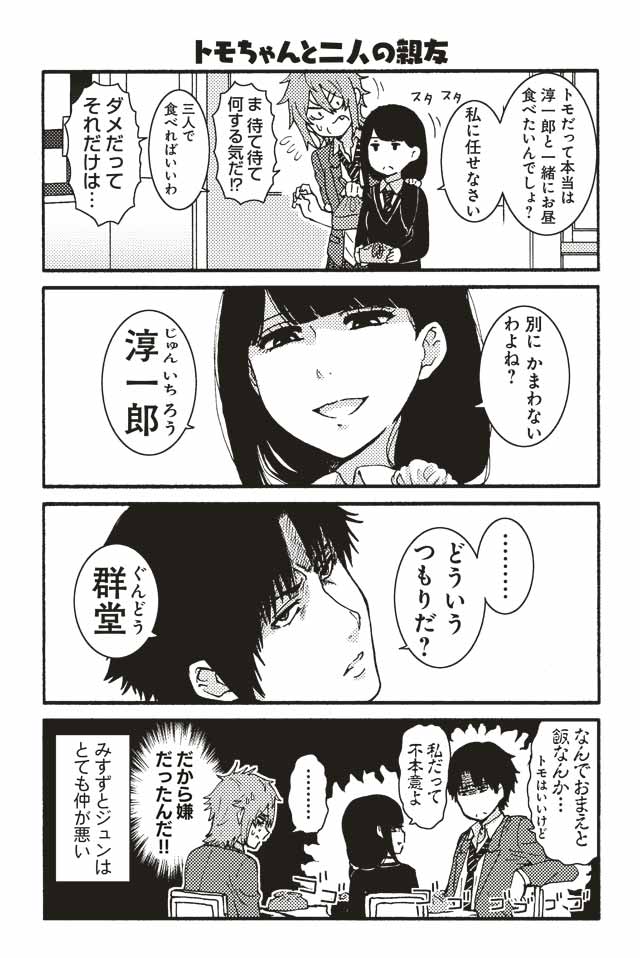 トモちゃんと二人の親友
トモだって本当は
淳一郎と一緒にお昼
食べたいんでしょ?
私に任せなさい
スタ
スタ
ま 待て待て
何する気だ!?
三人で
食べればいいわ
ダメだって
それだけは…
別に かまわない
わよね?
じゅん いち ろう
淳一郎
………
どういう
つもりだ?
ぐんどう
群堂
なんでおまえと
飯なんか…
トモはいいけど
私だって
不本意よ
……
だから嫌
だったんだ!!
みすずとジュンは
とても仲が悪い
ゴゴゴ
ゴゴ ゴゴゴ